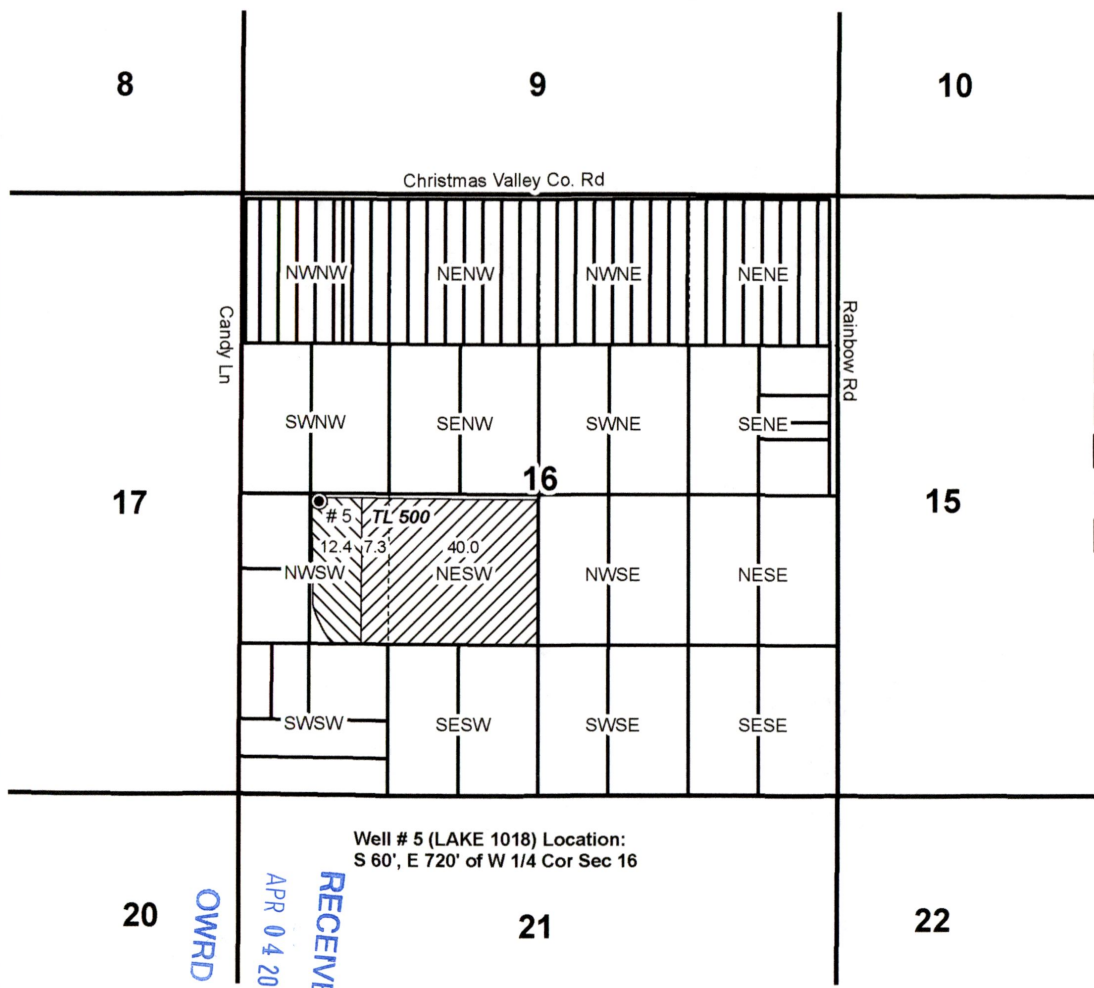 8
9
10
Christmas Valley Co. Rd
NWNW
NENW
NWNE
NENE
Candy Ln
Rainbow Rd
SWNW
SENW
SWNE
SENE
16
17
15
# 5
TL 500
12.4
7.3
40.0
NWSW
NESW
NWSE
NESE
SWSW
SESW
SWSE
SESE
Well # 5 (LAKE 1018) Location:
S 60', E 720' of W 1/4 Cor Sec 16
20
21
22
RECEIVE
APR 04 20
OWRD